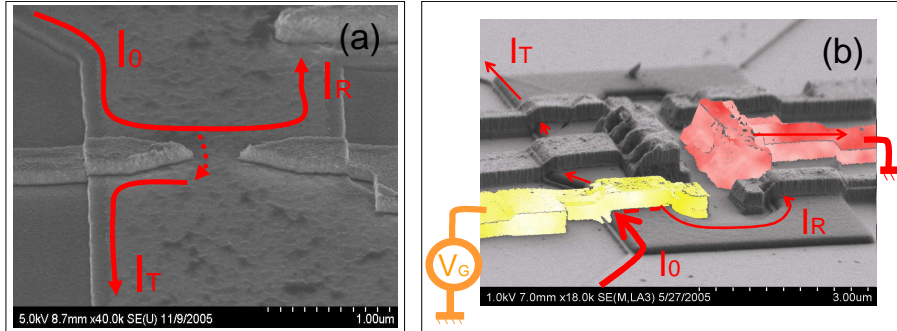 (a)
I0
IR
IT
5.0kV 8.7mm x40.0k SE(U) 11/9/2005
1.00um
(b)
IT
IR
I0
VG
1.0kV 7.0mm x18.0k SE(M,LA3) 5/27/2005
3.00um